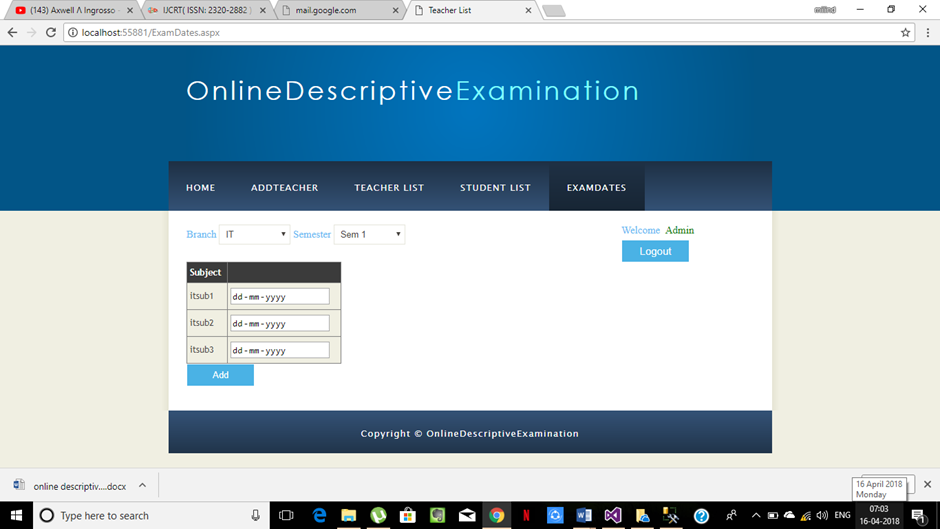 (143) Axwell Λ Ingrosso
IJCRT( ISSN: 2320-2882 )
mail.google.com
Teacher List
milind
localhost:55881/ExamDates.aspx
OnlineDescriptiveExamination
HOME ADDTEACHER TEACHER LIST STUDENT LIST EXAMDATES
Branch IT Semester Sem 1
Welcome Admin
Logout
Subject
itsub1 dd-mm-yyyy
itsub2 dd-mm-yyyy
itsub3 dd-mm-yyyy
Add
Copyright © OnlineDescriptiveExamination
online descriptiv....docx
16 April 2018
Monday
Type here to search
ENG
07:03
16-04-2018